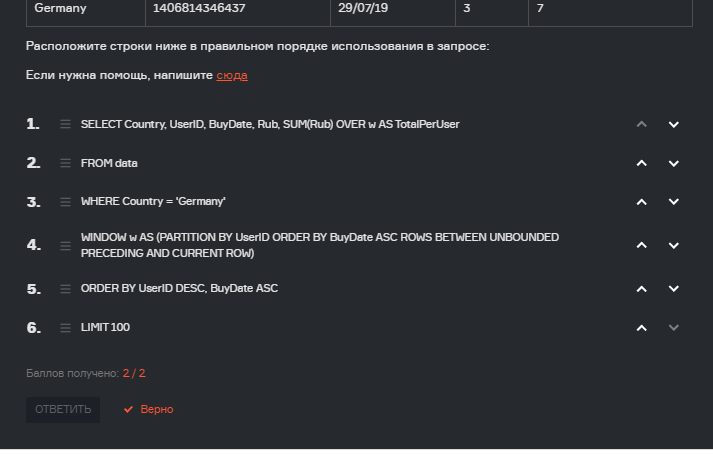 Germany 1406814346437 29/07/19 3 7
Расположите строки ниже в правильном порядке использования в запросе:
Если нужна помощь, напишите сюда
1. SELECT Country, UserID, BuyDate, Rub, SUM(Rub) OVER w AS TotalPerUser
2. FROM data
3. WHERE Country = 'Germany'
4. WINDOW w AS (PARTITION BY UserID ORDER BY BuyDate ASC ROWS BETWEEN UNBOUNDED
PRECEDING AND CURRENT ROW)
5. ORDER BY UserID DESC, BuyDate ASC
6. LIMIT 100
Баллов получено: 2 / 2
ОТВЕТИТЬ Верно